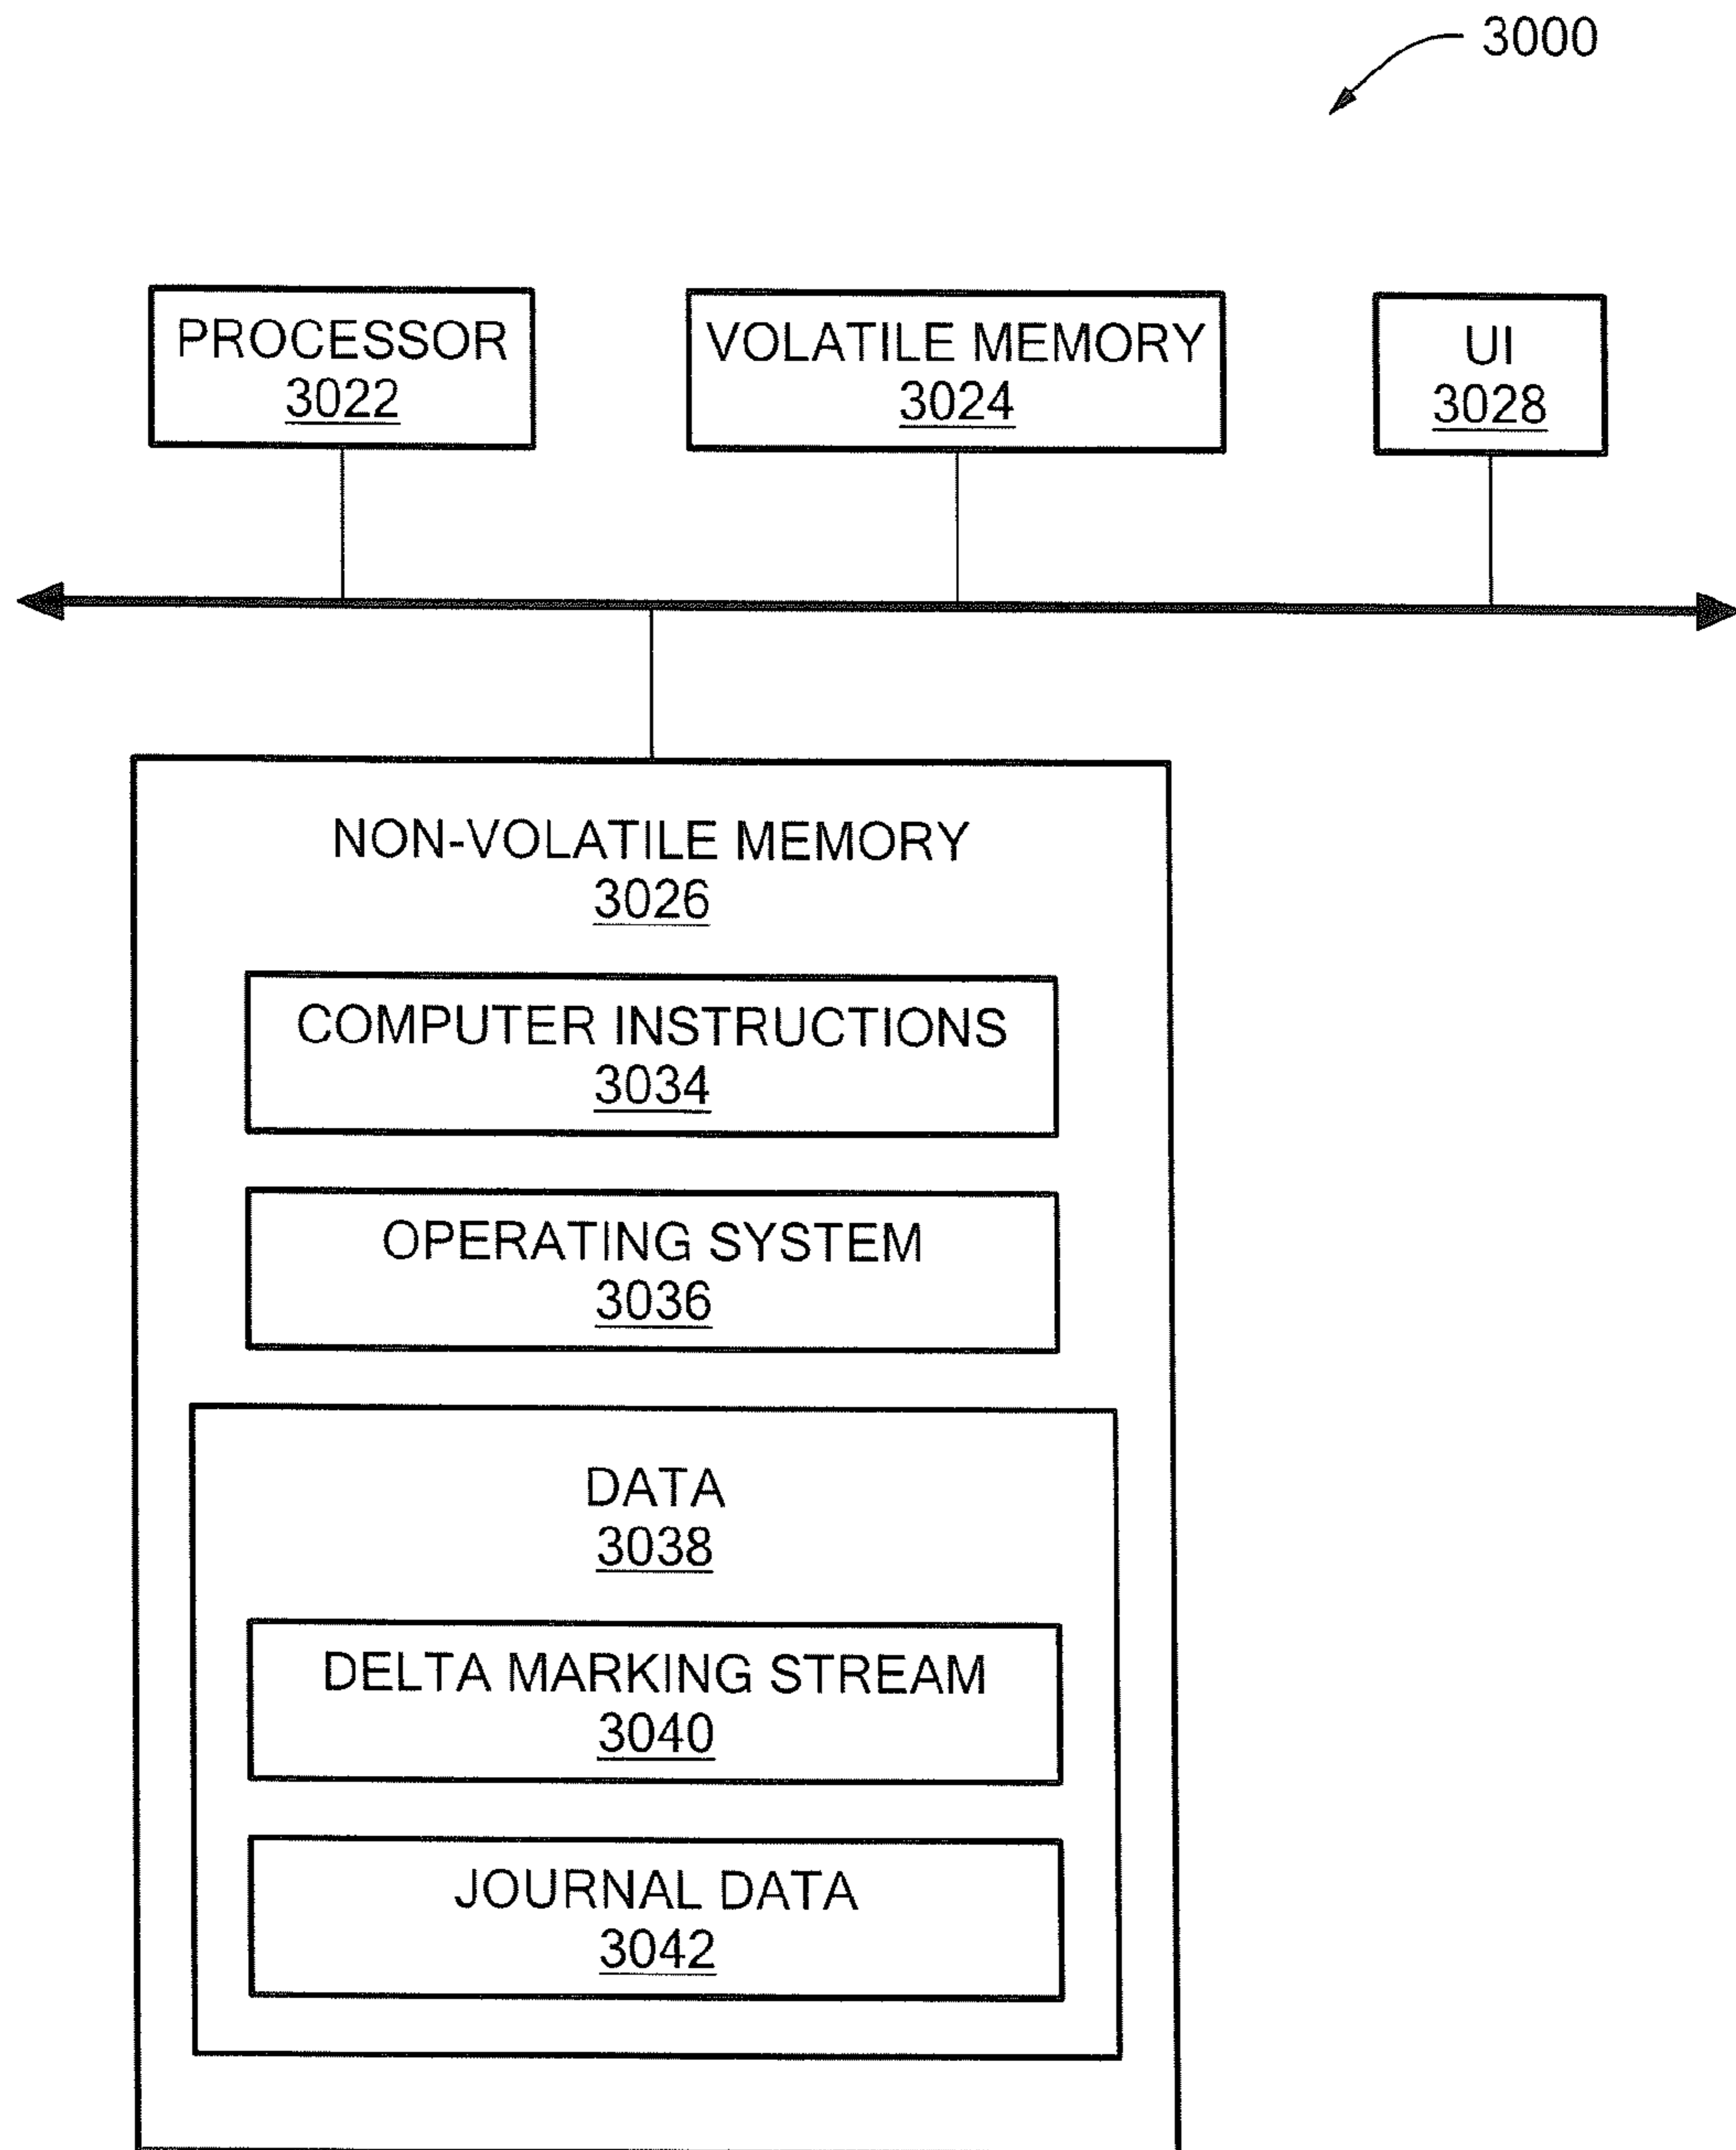 3000
PROCESSOR
3022
VOLATILE MEMORY
3024
UI
3028
NON-VOLATILE MEMORY
3026
COMPUTER INSTRUCTIONS
3034
OPERATING SYSTEM
3036
DATA
3038
DELTA MARKING STREAM
3040
JOURNAL DATA
3042